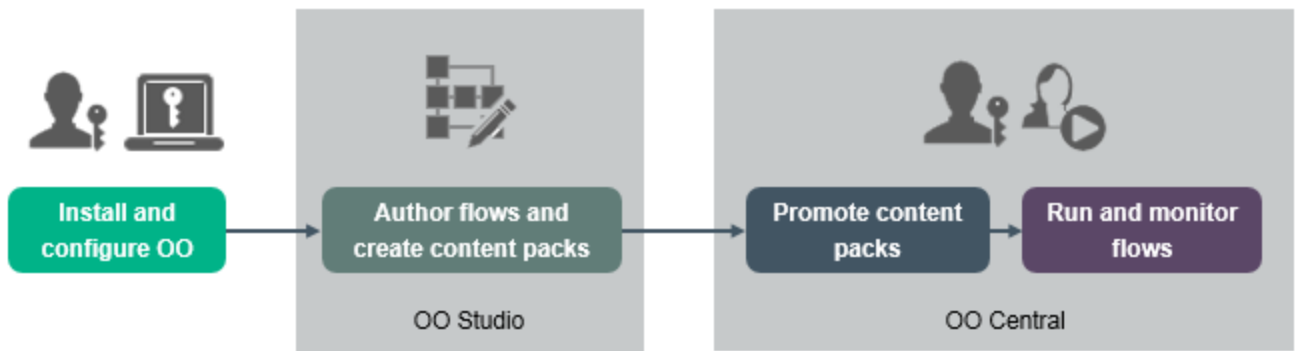 Install and
configure OO
Author flows and
create content packs
Promote content
packs
Run and monitor
flows
OO Studio
OO Central